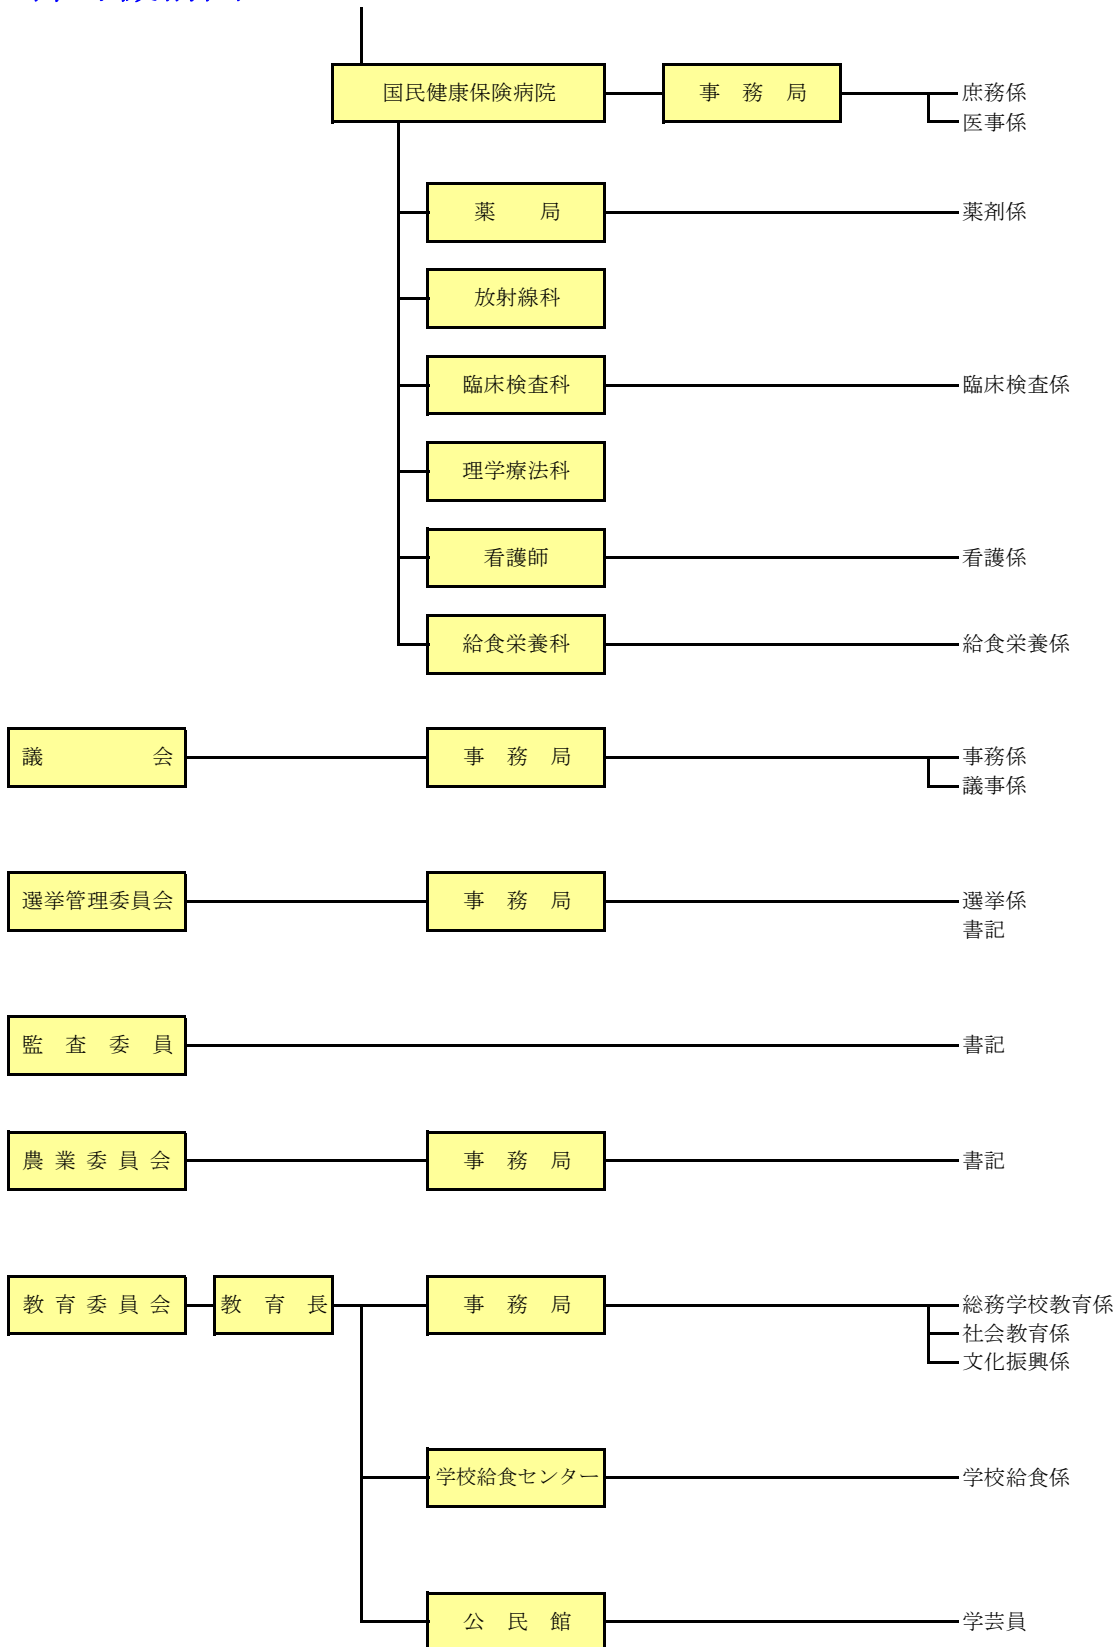 国民健康保険病院 事務局 庶務係
医事係
薬局 薬剤係
放射線科
臨床検査科 臨床検査係
理学療法科
看護師 看護係
給食栄養科 給食栄養係
議会 事務局 事務係
議事係
選挙管理委員会 事務局 選挙係
書記
監査委員 書記
農業委員会 事務局 書記
教育委員会 教育長 事務局 総務学校教育係
社会教育係
文化振興係
学校給食センター 学校給食係
公民館 学芸員